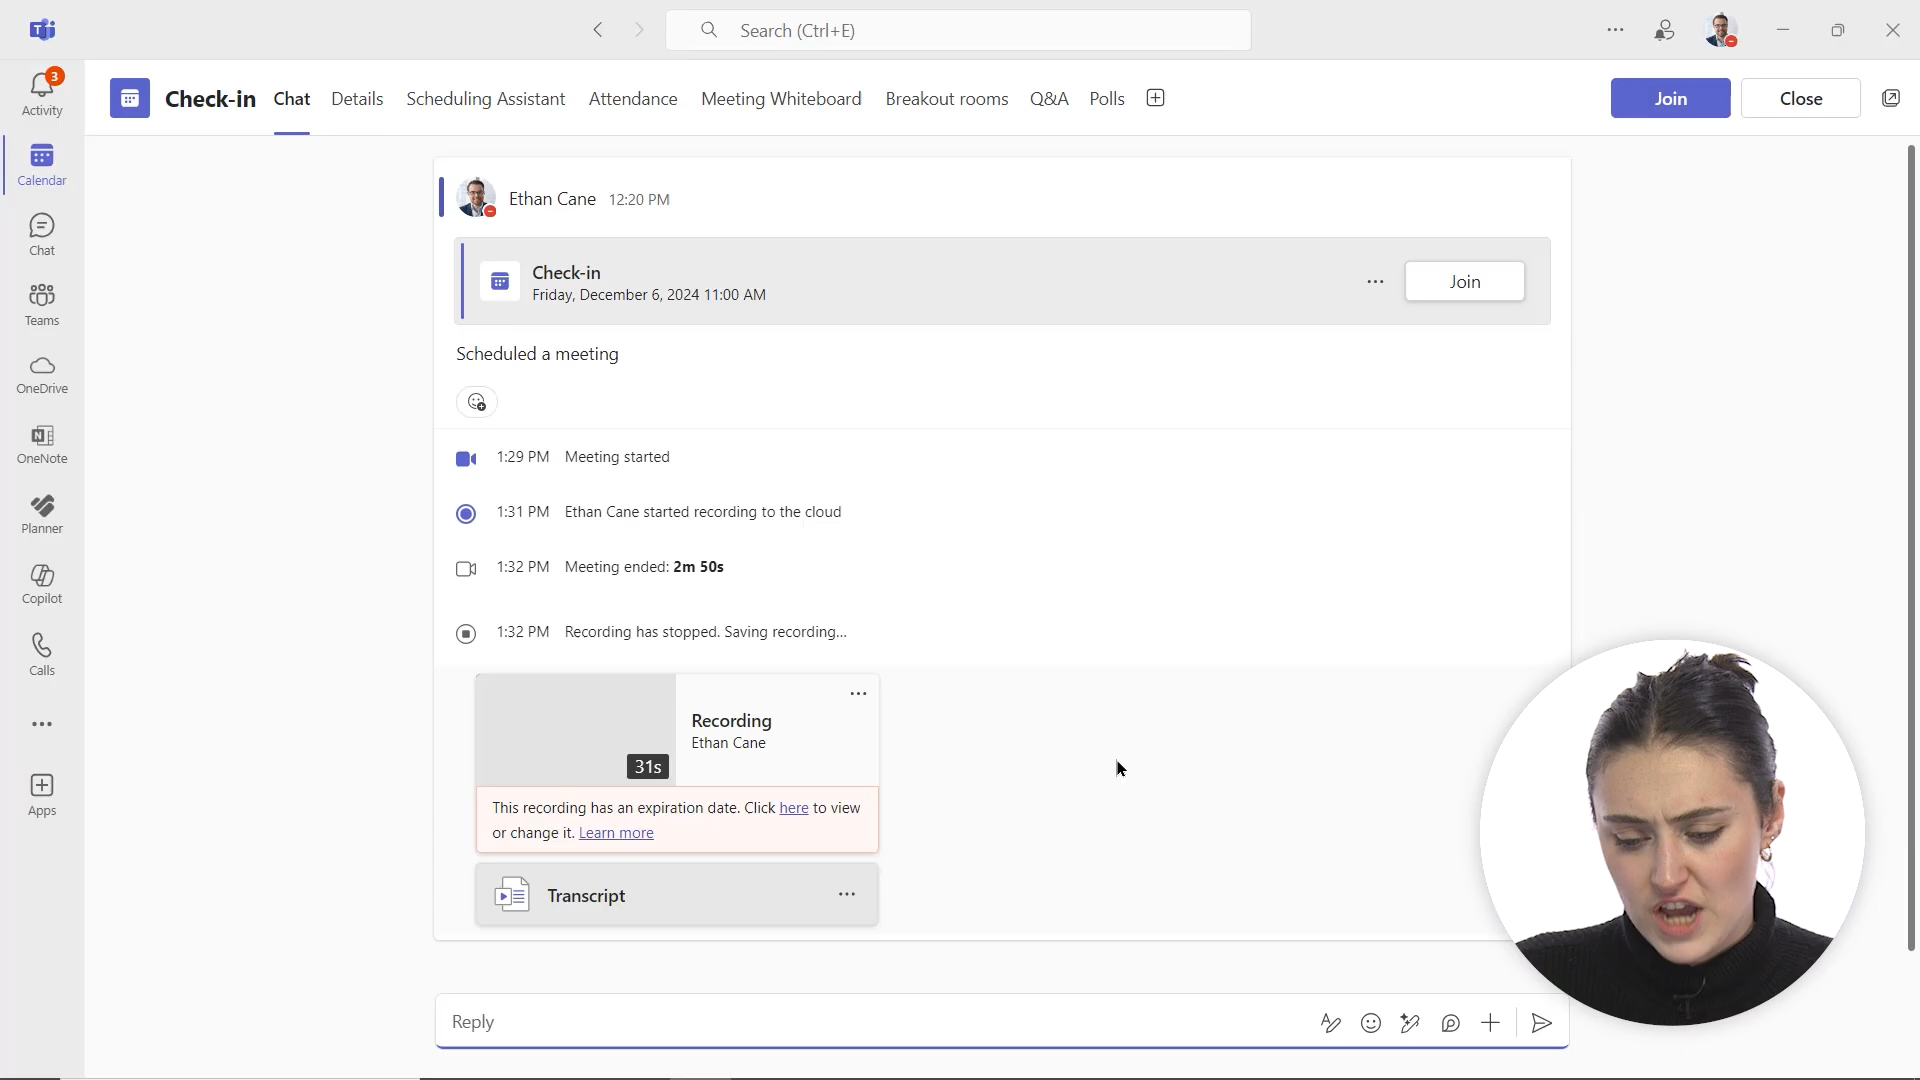 Search (Ctrl+E)
3
Activity
Calendar
Chat
Teams
OneDrive
OneNote
Planner
Copilot
Calls
Apps
Check-in Chat Details Scheduling Assistant Attendance Meeting Whiteboard Breakout rooms Q&A Polls Join Close
Ethan Cane 12:20 PM
Check-in
Friday, December 6, 2024 11:00 AM
Join
Scheduled a meeting
1:29 PM Meeting started
1:31 PM Ethan Cane started recording to the cloud
1:32 PM Meeting ended: 2m 50s
1:32 PM Recording has stopped. Saving recording...
31s
Recording
Ethan Cane
This recording has an expiration date. Click here to view
or change it. Learn more
Transcript
Reply